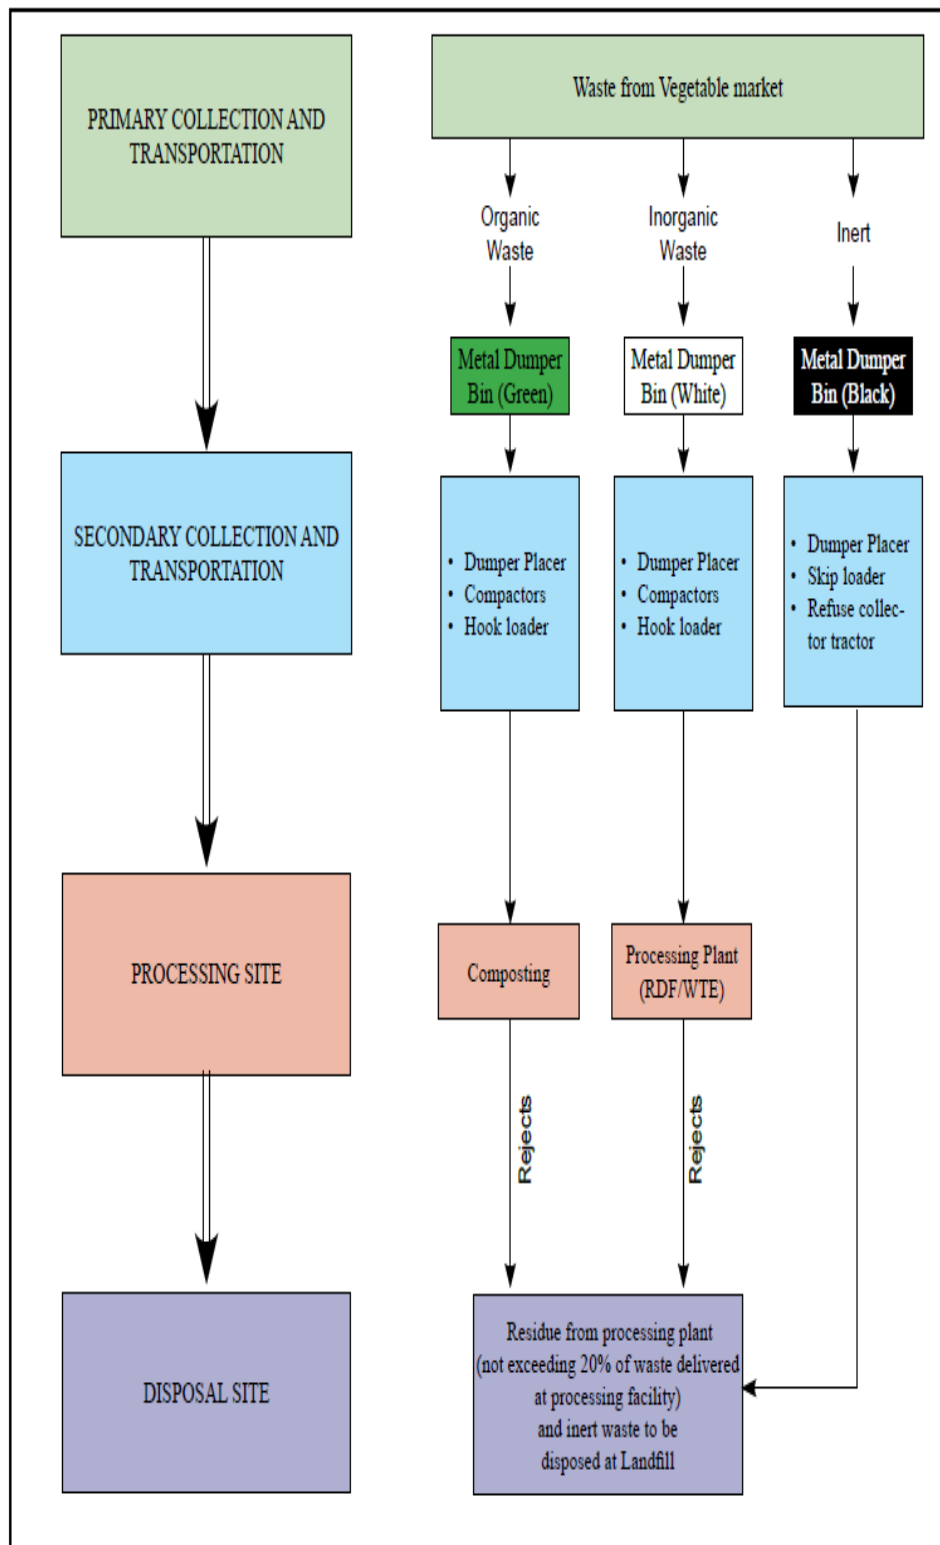 PRIMARY COLLECTION AND
TRANSPORTATION
Waste from Vegetable market
Organic
Waste
Inorganic
Waste
Inert
Metal Dumper
Bin (Green)
Metal Dumper
Bin (White)
Metal Dumper
Bin (Black)
SECONDARY COLLECTION AND
TRANSPORTATION
• Dumper Placer
• Compactors
• Hook loader
• Dumper Placer
• Compactors
• Hook loader
• Dumper Placer
• Skip loader
• Refuse collec-
tor tractor
PROCESSING SITE
Composting
Processing Plant
(RDF/WTE)
Rejects
Rejects
DISPOSAL SITE
Residue from processing plant
(not exceeding 20% of waste delivered
at processing facility)
and inert waste to be
disposed at Landfill